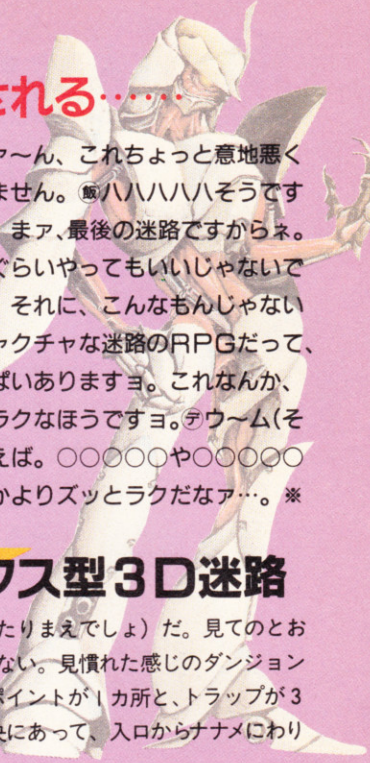 される……
ァ〜ん、これちょっと意地悪く
ません。飯ハハハハハそうです
まァ、最後の迷路ですからネ。
ぐらいやってもいいじゃないで
それに、こんなもんじゃない
ャクチャな迷路のRPGだって、
ぱいありますョ。これなんか、
ラクなほうですョ。デウ〜ム(そ
えば。○○○○○や○○○○○
かよりズッとラクだなァ…。※
クス型3D迷路
たりまえでしょ)だ。見てのとお
ない。見慣れた感じのダンジョン
ポイントが1カ所と、トラップが3
央にあって、入口からナナメにわり